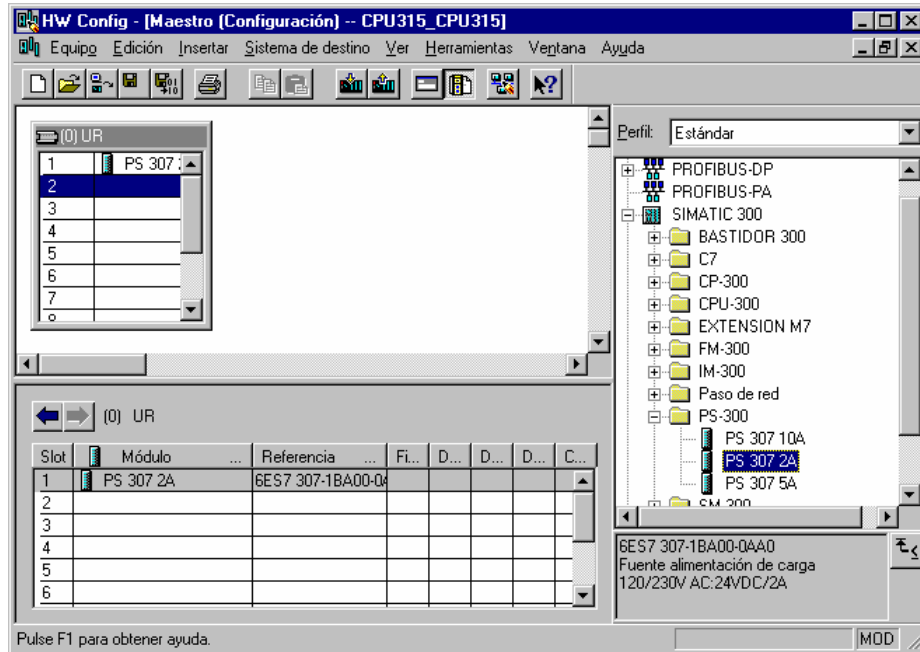 HW Config - [Maestro (Configuración) -- CPU315_CPU315]
Equipo Edición Insertar Sistema de destino Ver Herramientas Ventana Ayuda
(0) UR
1 PS 307
2
3
4
5
6
7
Perfil: Estándar
PROFIBUS-DP
PROFIBUS-PA
SIMATIC 300
BASTIDOR 300
C7
CP-300
CPU-300
EXTENSION M7
FM-300
IM-300
Paso de red
PS-300
PS 307 10A
PS 307 2A
PS 307 5A
SM 300
(0) UR
Slot Módulo ... Referencia ... Fi... D... D... D... C...
1 PS 307 2A 6ES7 307-1BA00-0A
2
3
4
5
6
6ES7 307-1BA00-0AA0
Fuente alimentación de carga
120/230V AC:24VDC/2A
Pulse F1 para obtener ayuda.
MOD